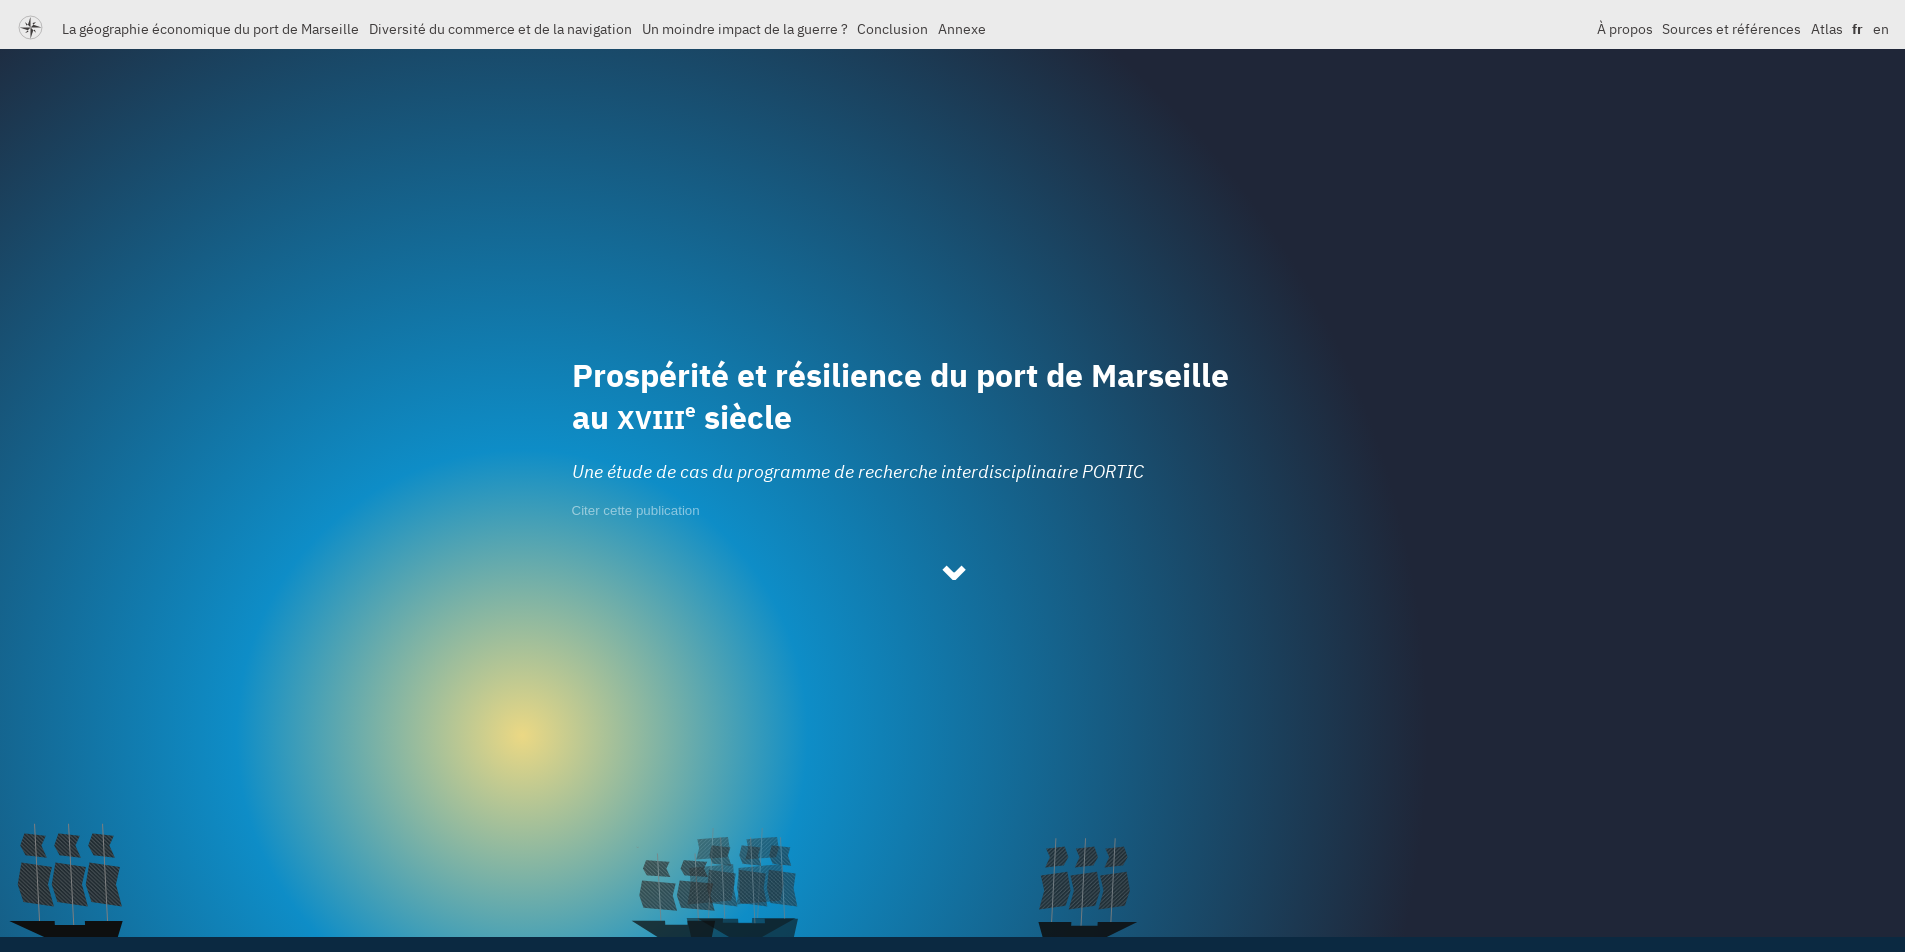 La géographie économique du port de Marseille Diversité du commerce et de la navigation Un moindre impact de la guerre ? Conclusion Annexe À propos Sources et références Atlas fr en
Prospérité et résilience du port de Marseille
au XVIIIe siècle
Une étude de cas du programme de recherche interdisciplinaire PORTIC
Citer cette publication